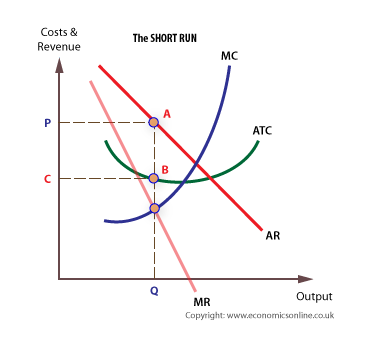 Costs &
Revenue
The SHORT RUN
MC
P
A
ATC
C
B
AR
Q
MR
Output
Copyright: www.economicsonline.co.uk